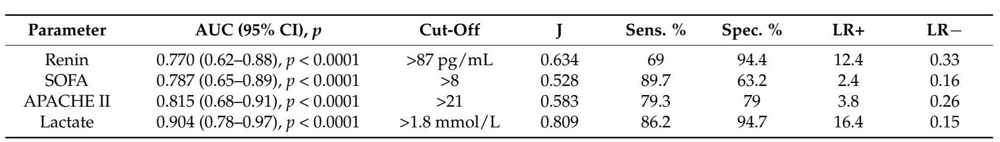 Parameter AUC (95% CI), p Cut-Off J Sens. % Spec. % LR+ LR−
Renin 0.770 (0.62–0.88), p < 0.0001 >87 pg/mL 0.634 69 94.4 12.4 0.33
SOFA 0.787 (0.65–0.89), p < 0.0001 >8 0.528 89.7 63.2 2.4 0.16
APACHE II 0.815 (0.68–0.91), p < 0.0001 >21 0.583 79.3 79 3.8 0.26
Lactate 0.904 (0.78–0.97), p < 0.0001 >1.8 mmol/L 0.809 86.2 94.7 16.4 0.15